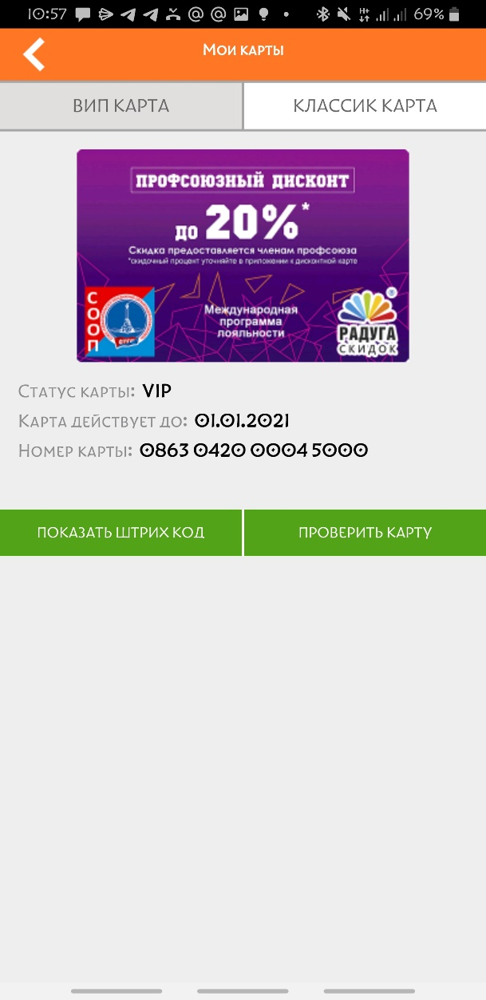 10:57
69%
Мои карты
ВИП КАРТА
КЛАССИК КАРТА
ПРОФСОЮЗНЫЙ ДИСКОНТ
до 20%*
Скидка предоставляется членам профсоюза
*скидочный процент уточняйте в приложении к дисконтной карте
СООП
Международная
программа
лояльности
РАДУГА
СКИДОК
Статус карты: VIP
Карта действует до: 01.01.2021
Номер карты: 0863 0420 0004 5000
ПОКАЗАТЬ ШТРИХ КОД
ПРОВЕРИТЬ КАРТУ